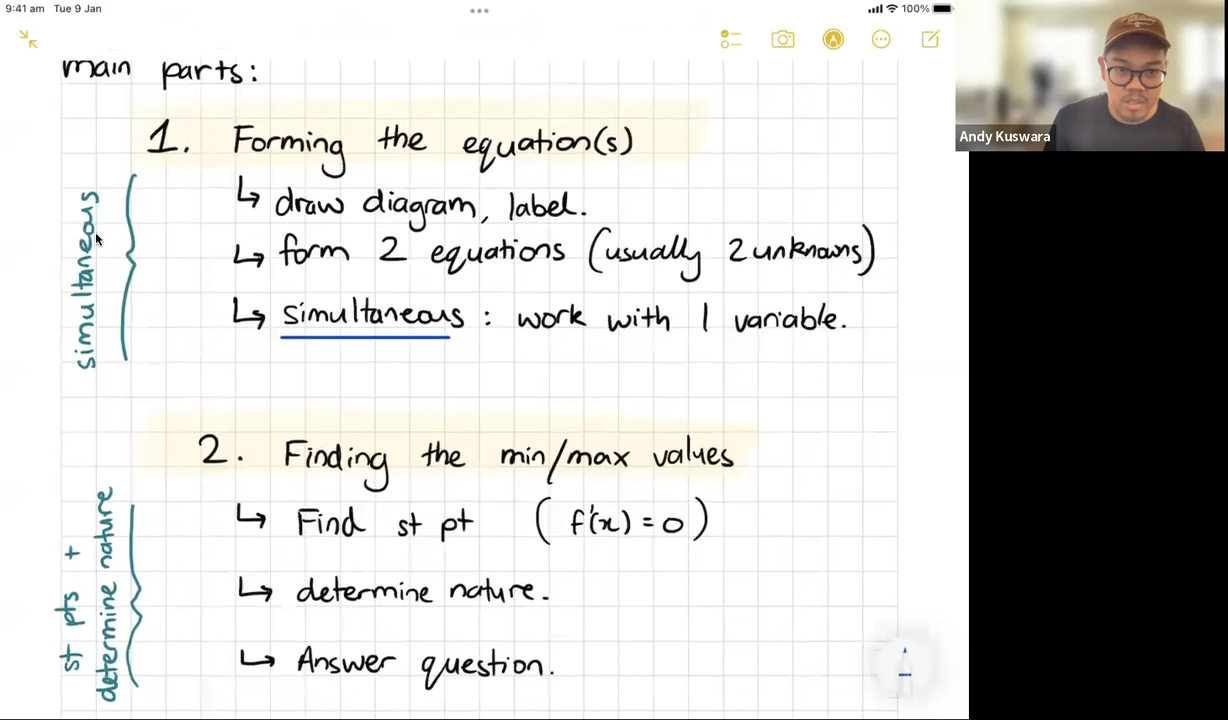 9:41 am Tue 9 Jan
100%
Andy Kuswara
main parts:
1. Forming the equation(s)
↳ draw diagram, label.
↳ form 2 equations (usually 2 unknowns)
↳ simultaneous : work with 1 variable.
simultaneous
2. Finding the min/max values
↳ Find st pt ( f'(x) = 0 )
↳ determine nature.
↳ Answer question.
st pts +
determine nature